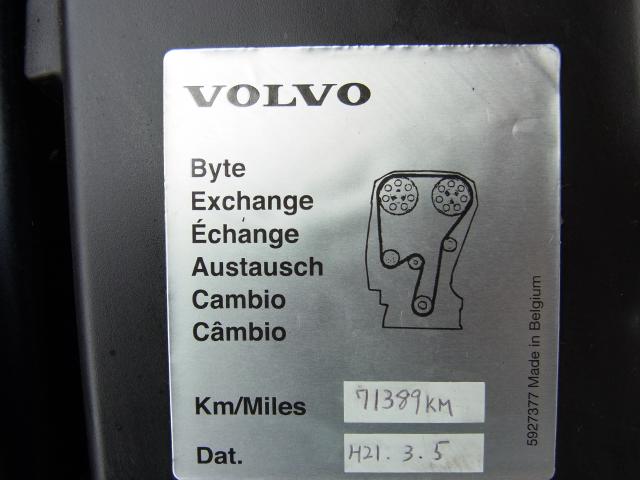 VOLVO
Byte
Exchange
Échange
Austausch
Cambio
Câmbio
Km/Miles 71389KM
Dat. H21.3.5
5927377 Made in Belgium